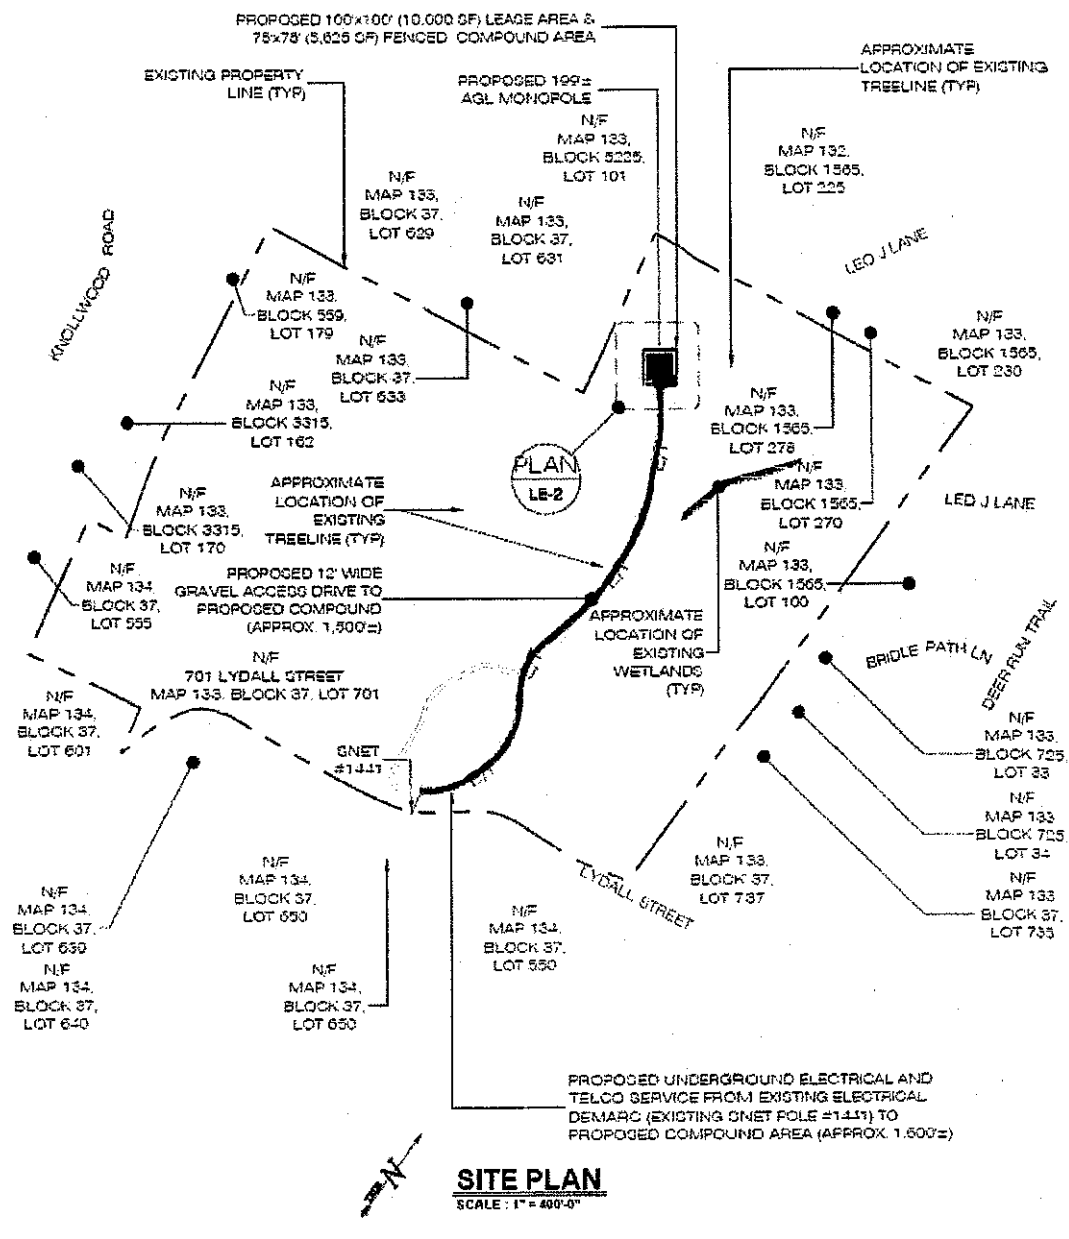 PROPOSED 100'x100' (10,000 SF) LEASE AREA &
75'x75' (5,625 SF) FENCED COMPOUND AREA
EXISTING PROPERTY
LINE (TYP)
PROPOSED 199'±
AGL MONOPOLE
APPROXIMATE
LOCATION OF EXISTING
TREELINE (TYP)
N/F
MAP 133,
BLOCK 5235,
LOT 101
N/F
MAP 132,
BLOCK 1565,
LOT 225
N/F
MAP 133,
BLOCK 37,
LOT 629
N/F
MAP 133,
BLOCK 37,
LOT 631
KNOLLWOOD ROAD
LEO J LANE
N/F
MAP 133,
BLOCK 559,
LOT 179
N/F
MAP 133,
BLOCK 37,
LOT 633
N/F
MAP 133,
BLOCK 1565,
LOT 230
N/F
MAP 133,
BLOCK 3315,
LOT 162
N/F
MAP 133,
BLOCK 1565,
LOT 278
PLAN
LE-2
APPROXIMATE
LOCATION OF
EXISTING
TREELINE (TYP)
N/F
MAP 133,
BLOCK 1565,
LOT 270
LEO J LANE
N/F
MAP 133,
BLOCK 3315,
LOT 170
N/F
MAP 133,
BLOCK 1565,
LOT 100
N/F
MAP 134,
BLOCK 37,
LOT 555
PROPOSED 12' WIDE
GRAVEL ACCESS DRIVE TO
PROPOSED COMPOUND
(APPROX. 1,500'±)
APPROXIMATE
LOCATION OF
EXISTING
WETLANDS
(TYP)
BRIDLE PATH LN
DEER RUN TRAIL
N/F
701 LYDALL STREET
MAP 133, BLOCK 37, LOT 701
N/F
MAP 134,
BLOCK 37,
LOT 601
N/F
MAP 133,
BLOCK 725,
LOT 33
SNET
#1441
N/F
MAP 133
BLOCK 725,
LOT 34
N/F
MAP 133,
BLOCK 37,
LOT 737
LYDALL STREET
N/F
MAP 133
BLOCK 37,
LOT 735
N/F
MAP 134,
BLOCK 37,
LOT 650
N/F
MAP 134,
BLOCK 37,
LOT 630
N/F
MAP 134,
BLOCK 37,
LOT 550
N/F
MAP 134,
BLOCK 37,
LOT 640
N/F
MAP 134,
BLOCK 37,
LOT 650
PROPOSED UNDERGROUND ELECTRICAL AND
TELCO SERVICE FROM EXISTING ELECTRICAL
DEMARC (EXISTING SNET POLE #1441) TO
PROPOSED COMPOUND AREA (APPROX. 1,600'±)
N
SITE PLAN
SCALE : 1" = 400'-0"